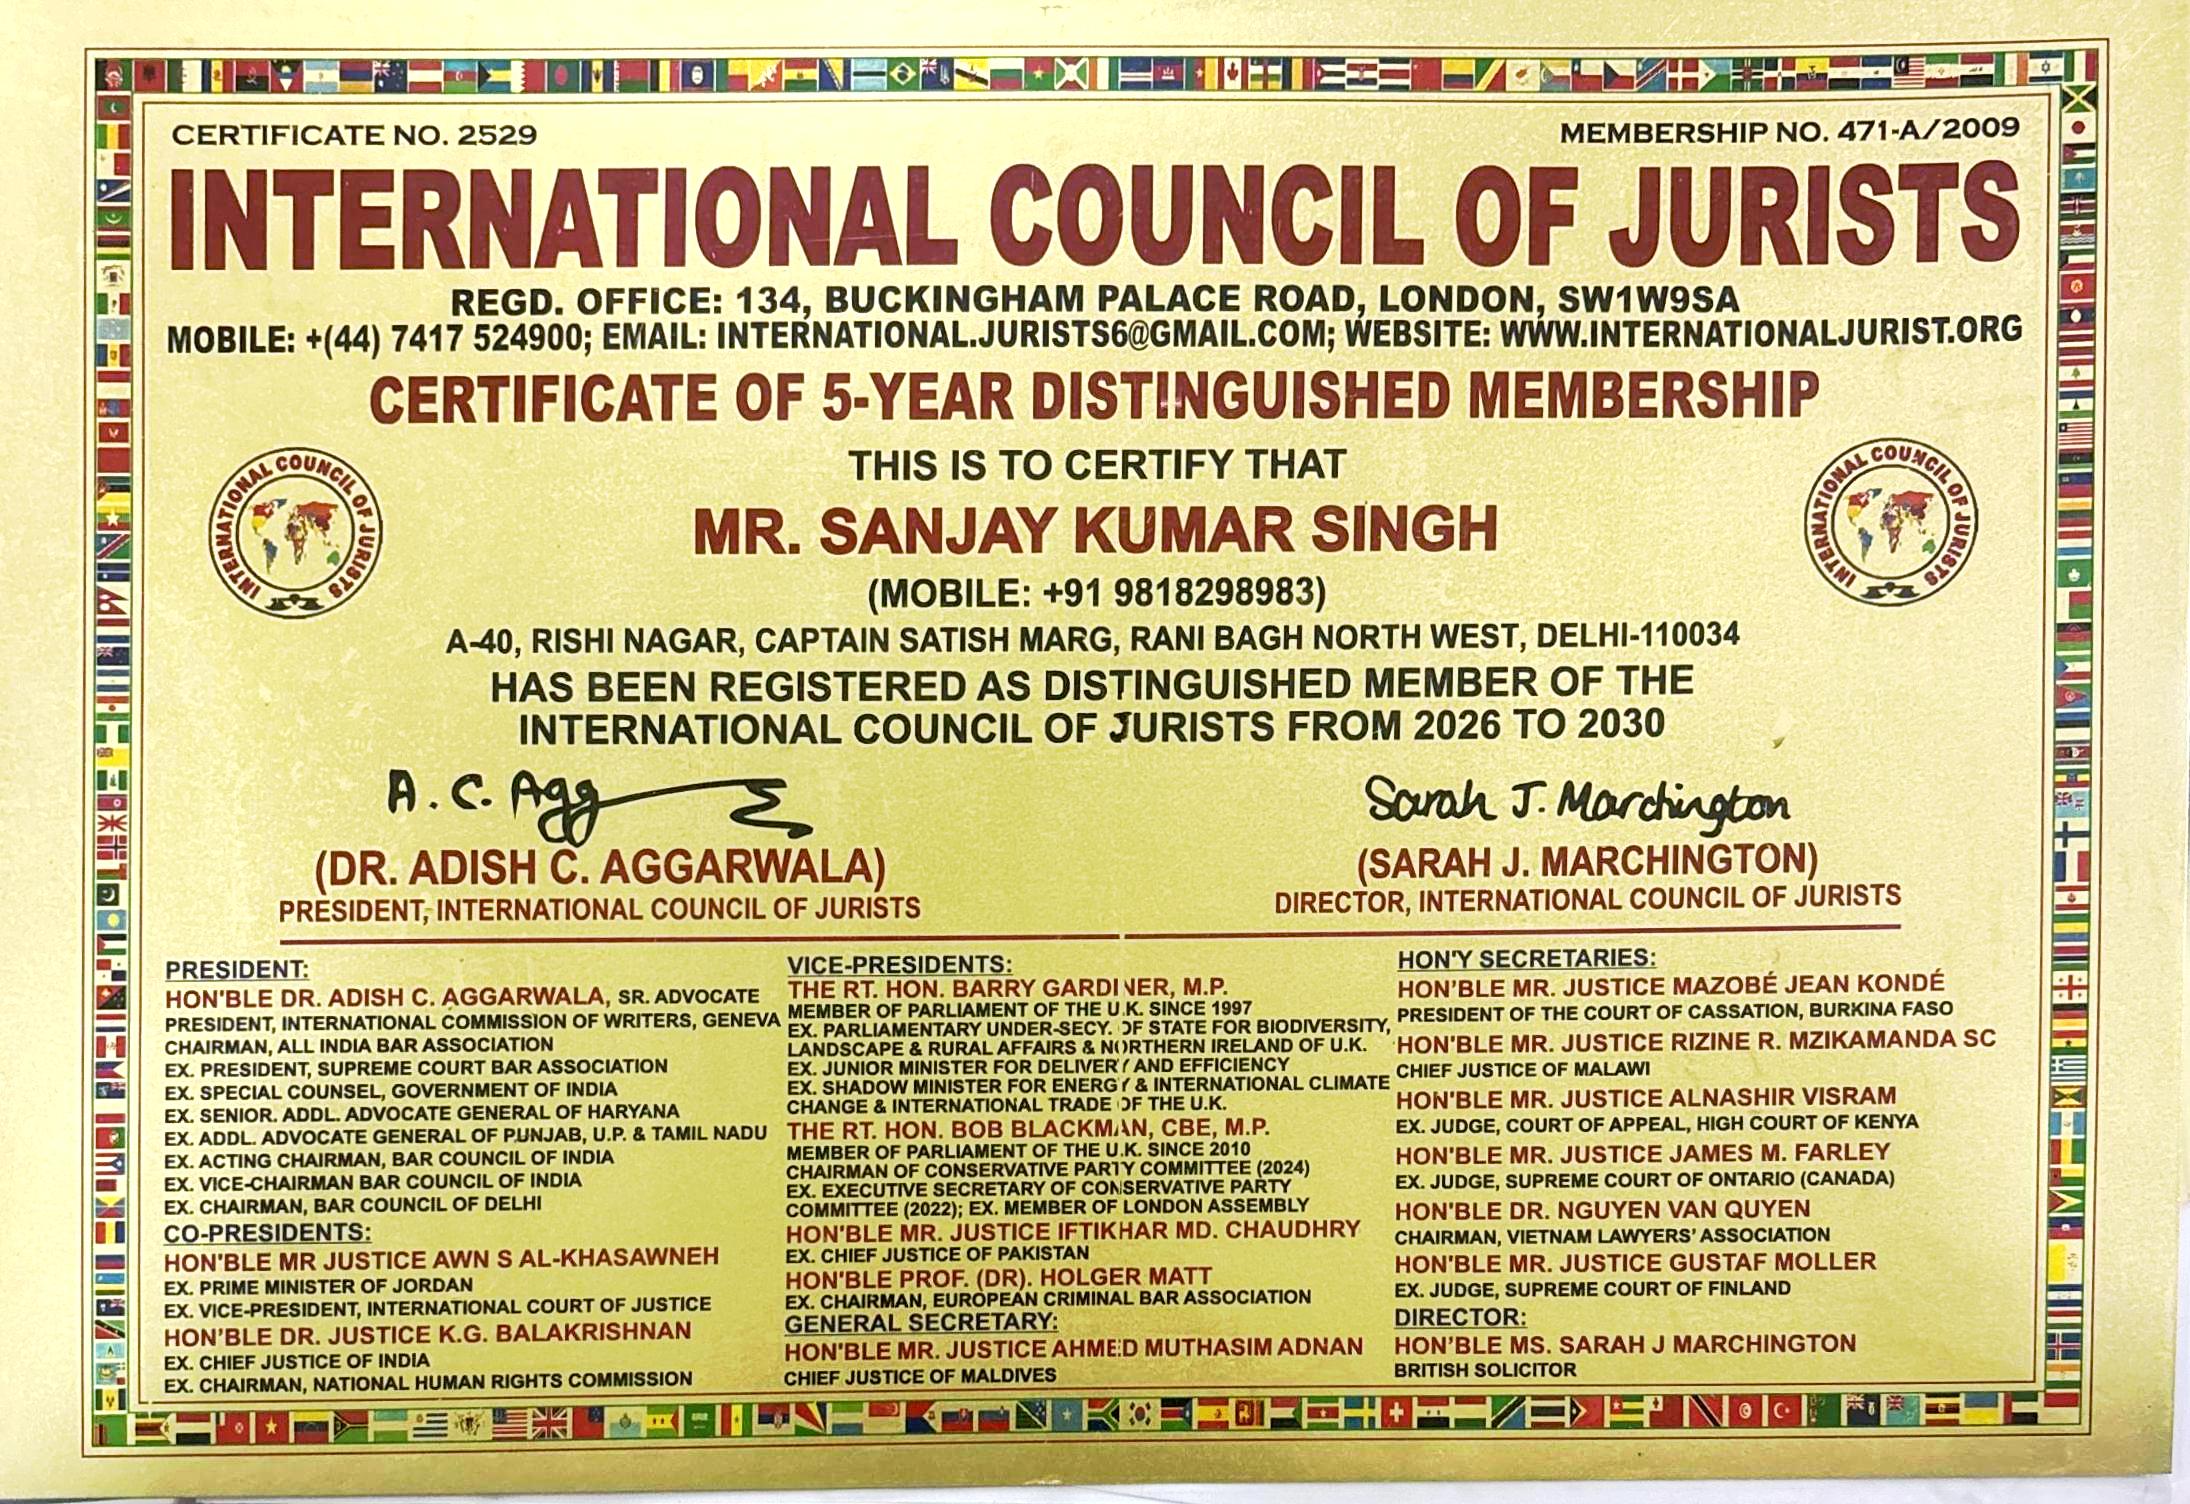 CERTIFICATE NO. 2529
MEMBERSHIP NO. 471-A/2009
INTERNATIONAL COUNCIL OF JURISTS
REGD. OFFICE: 134, BUCKINGHAM PALACE ROAD, LONDON, SW1W9SA
MOBILE: +(44) 7417 524900; EMAIL: INTERNATIONAL.JURISTS6@GMAIL.COM; WEBSITE: WWW.INTERNATIONALJURIST.ORG
CERTIFICATE OF 5-YEAR DISTINGUISHED MEMBERSHIP
INTERNATIONAL COUNCIL OF JURISTS
INTERNATIONAL COUNCIL OF JURISTS
THIS IS TO CERTIFY THAT
MR. SANJAY KUMAR SINGH
(MOBILE: +91 9818298983)
A-40, RISHI NAGAR, CAPTAIN SATISH MARG, RANI BAGH NORTH WEST, DELHI-110034
HAS BEEN REGISTERED AS DISTINGUISHED MEMBER OF THE
INTERNATIONAL COUNCIL OF JURISTS FROM 2026 TO 2030
A. C. Agg
(DR. ADISH C. AGGARWALA)
PRESIDENT, INTERNATIONAL COUNCIL OF JURISTS
Sarah J. Marchington
(SARAH J. MARCHINGTON)
DIRECTOR, INTERNATIONAL COUNCIL OF JURISTS
PRESIDENT:
HON'BLE DR. ADISH C. AGGARWALA, SR. ADVOCATE
PRESIDENT, INTERNATIONAL COMMISSION OF WRITERS, GENEVA
CHAIRMAN, ALL INDIA BAR ASSOCIATION
EX. PRESIDENT, SUPREME COURT BAR ASSOCIATION
EX. SPECIAL COUNSEL, GOVERNMENT OF INDIA
EX. SENIOR. ADDL. ADVOCATE GENERAL OF HARYANA
EX. ADDL. ADVOCATE GENERAL OF PUNJAB, U.P. & TAMIL NADU
EX. ACTING CHAIRMAN, BAR COUNCIL OF INDIA
EX. VICE-CHAIRMAN BAR COUNCIL OF INDIA
EX. CHAIRMAN, BAR COUNCIL OF DELHI
CO-PRESIDENTS:
HON'BLE MR JUSTICE AWN S AL-KHASAWNEH
EX. PRIME MINISTER OF JORDAN
EX. VICE-PRESIDENT, INTERNATIONAL COURT OF JUSTICE
HON'BLE DR. JUSTICE K.G. BALAKRISHNAN
EX. CHIEF JUSTICE OF INDIA
EX. CHAIRMAN, NATIONAL HUMAN RIGHTS COMMISSION
VICE-PRESIDENTS:
THE RT. HON. BARRY GARDINER, M.P.
MEMBER OF PARLIAMENT OF THE U.K. SINCE 1997
EX. PARLIAMENTARY UNDER-SECY. OF STATE FOR BIODIVERSITY,
LANDSCAPE & RURAL AFFAIRS & NORTHERN IRELAND OF U.K.
EX. JUNIOR MINISTER FOR DELIVERY AND EFFICIENCY
EX. SHADOW MINISTER FOR ENERGY & INTERNATIONAL CLIMATE
CHANGE & INTERNATIONAL TRADE OF THE U.K.
THE RT. HON. BOB BLACKMAN, CBE, M.P.
MEMBER OF PARLIAMENT OF THE U.K. SINCE 2010
CHAIRMAN OF CONSERVATIVE PARTY COMMITTEE (2024)
EX. EXECUTIVE SECRETARY OF CONSERVATIVE PARTY
COMMITTEE (2022); EX. MEMBER OF LONDON ASSEMBLY
HON'BLE MR. JUSTICE IFTIKHAR MD. CHAUDHRY
EX. CHIEF JUSTICE OF PAKISTAN
HON'BLE PROF. (DR). HOLGER MATT
EX. CHAIRMAN, EUROPEAN CRIMINAL BAR ASSOCIATION
GENERAL SECRETARY:
HON'BLE MR. JUSTICE AHMED MUTHASIM ADNAN
CHIEF JUSTICE OF MALDIVES
HON'Y SECRETARIES:
HON'BLE MR. JUSTICE MAZOBÉ JEAN KONDÉ
PRESIDENT OF THE COURT OF CASSATION, BURKINA FASO
HON'BLE MR. JUSTICE RIZINE R. MZIKAMANDA SC
CHIEF JUSTICE OF MALAWI
HON'BLE MR. JUSTICE ALNASHIR VISRAM
EX. JUDGE, COURT OF APPEAL, HIGH COURT OF KENYA
HON'BLE MR. JUSTICE JAMES M. FARLEY
EX. JUDGE, SUPREME COURT OF ONTARIO (CANADA)
HON'BLE DR. NGUYEN VAN QUYEN
CHAIRMAN, VIETNAM LAWYERS' ASSOCIATION
HON'BLE MR. JUSTICE GUSTAF MOLLER
EX. JUDGE, SUPREME COURT OF FINLAND
DIRECTOR:
HON'BLE MS. SARAH J MARCHINGTON
BRITISH SOLICITOR